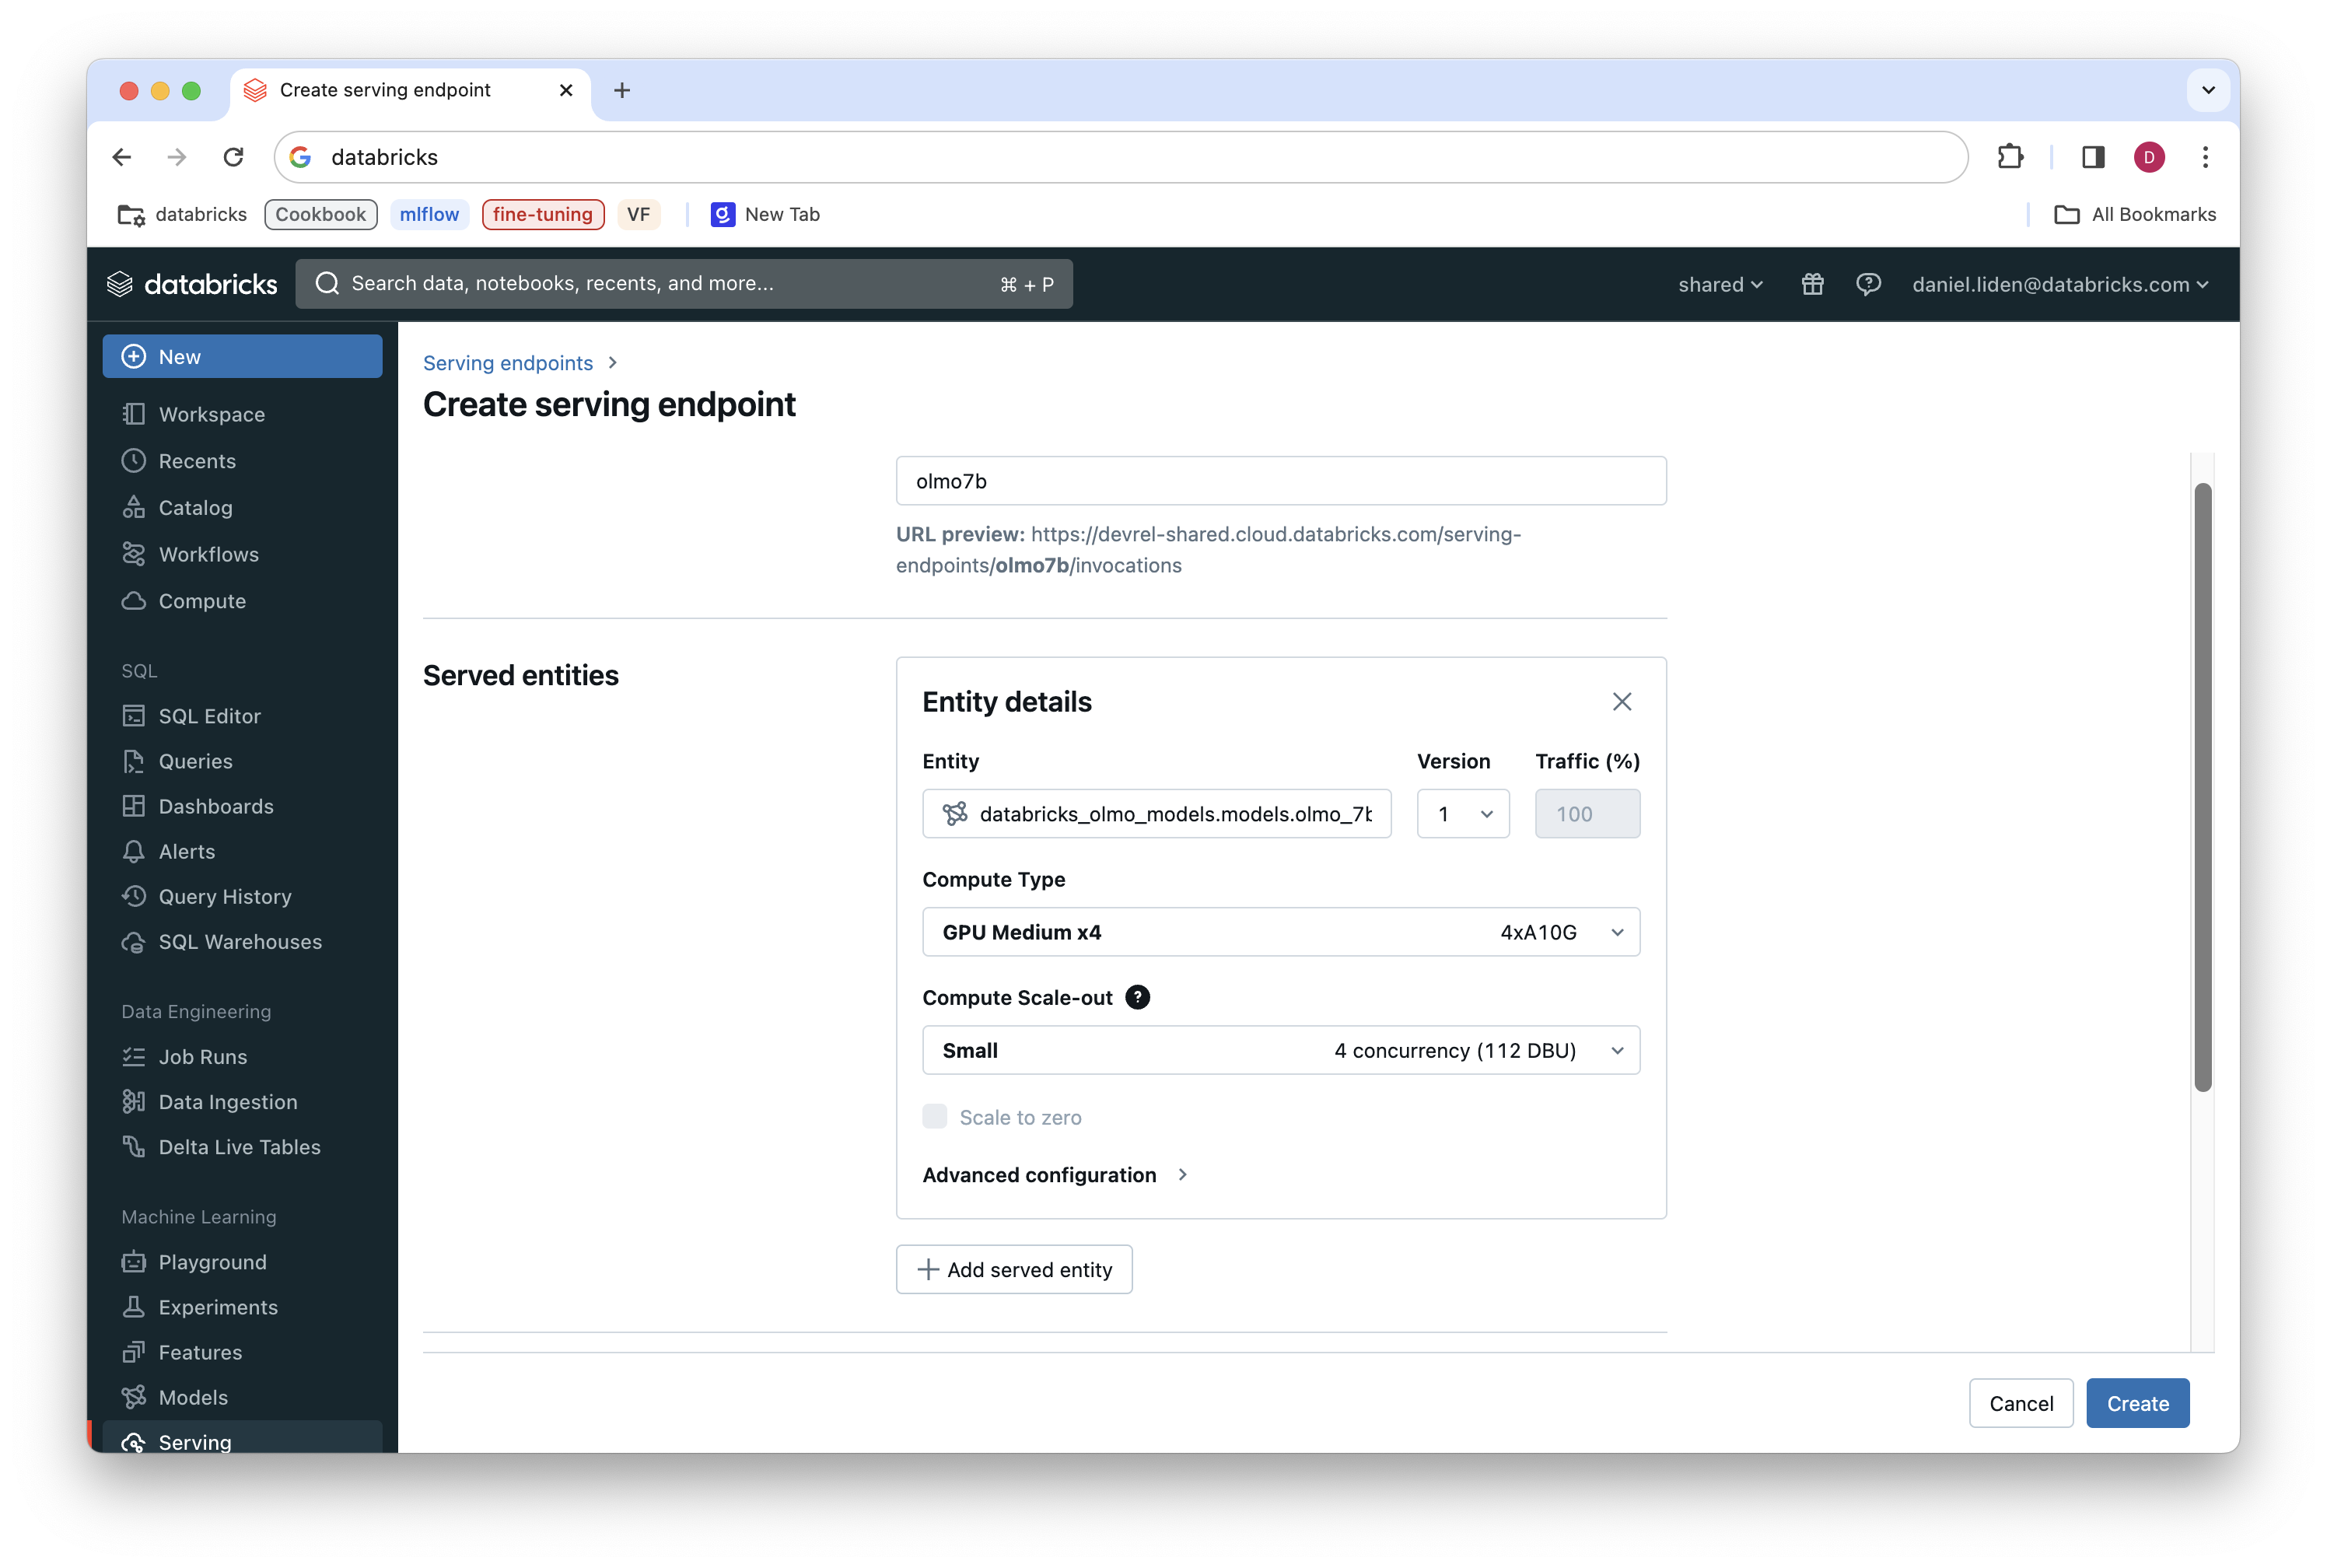 Create serving endpoint
databricks
databricks Cookbook mlflow fine-tuning VF New Tab All Bookmarks
databricks Search data, notebooks, recents, and more... ⌘ + P shared daniel.liden@databricks.com
New
Workspace
Recents
Catalog
Workflows
Compute
SQL
SQL Editor
Queries
Dashboards
Alerts
Query History
SQL Warehouses
Data Engineering
Job Runs
Data Ingestion
Delta Live Tables
Machine Learning
Playground
Experiments
Features
Models
Serving
Serving endpoints
Create serving endpoint
olmo7b
URL preview: https://devrel-shared.cloud.databricks.com/serving-
endpoints/olmo7b/invocations
Served entities
Entity details
Entity Version Traffic (%)
databricks_olmo_models.models.olmo_7b 1 100
Compute Type
GPU Medium x4 4xA10G
Compute Scale-out ?
Small 4 concurrency (112 DBU)
Scale to zero
Advanced configuration
Add served entity
Cancel Create
D